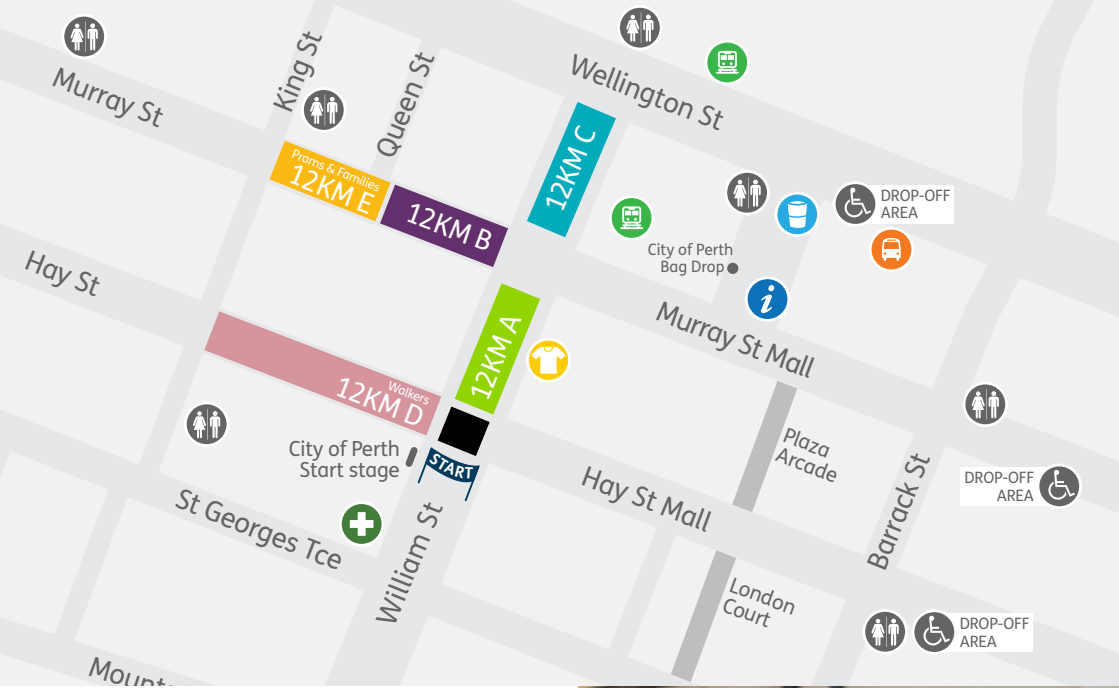 Wellington St
King St
Queen St
Murray St
Prams & Families
12KM E
12KM B
12KM C
DROP-OFF
AREA
City of Perth
Bag Drop
i
Hay St
Murray St Mall
12KM A
Walkers
12KM D
START
City of Perth
Start stage
Plaza
Arcade
Barrack St
DROP-OFF
AREA
Hay St Mall
St Georges Tce
William St
London
Court
DROP-OFF
AREA